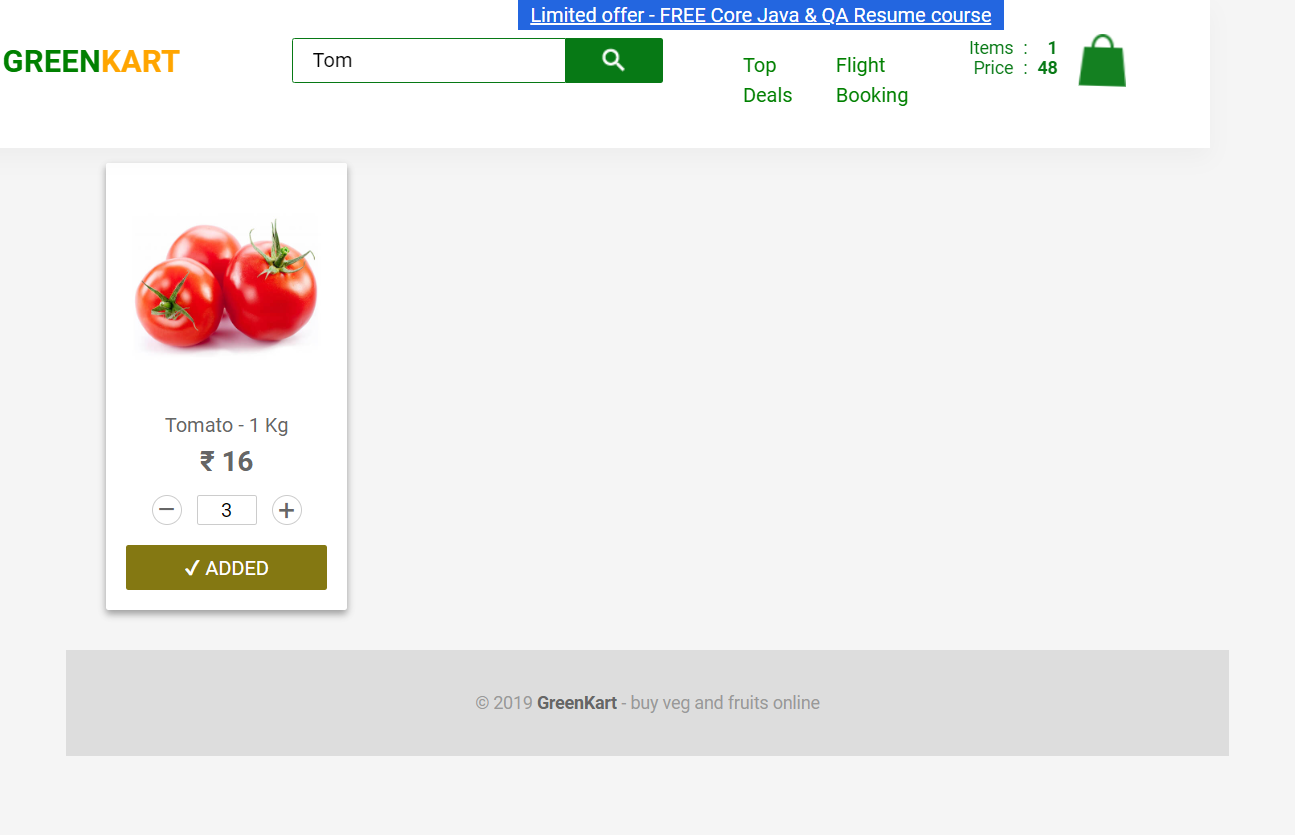 Limited offer - FREE Core Java & QA Resume course
GREENKART
Tom
Top
Deals
Flight
Booking
Items : 1
Price : 48
Tomato - 1 Kg
₹ 16
− 3 +
✓ ADDED
© 2019 GreenKart - buy veg and fruits online